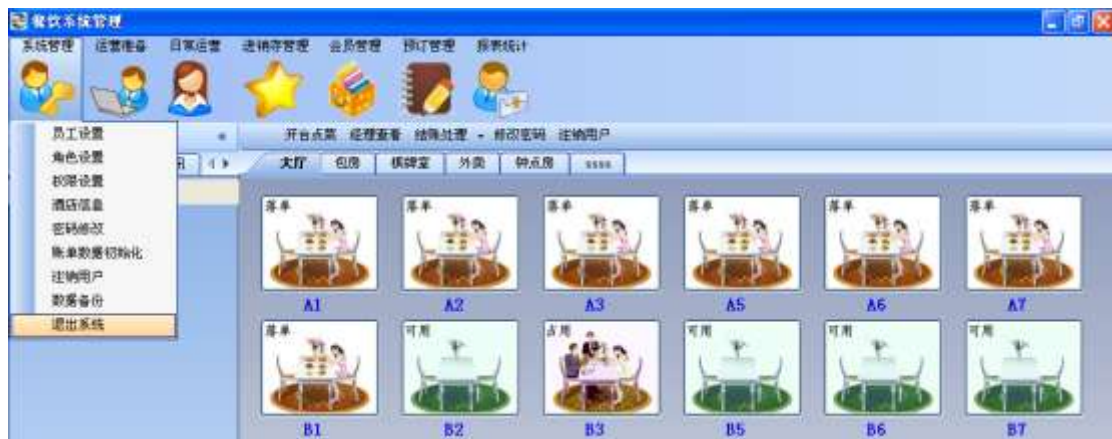 餐饮系统管理
系统管理 运营准备 日常运营 进销存管理 会员管理 预订管理 报表统计
员工设置
角色设置
权限设置
酒店信息
密码修改
账单数据初始化
注销用户
数据备份
退出系统
开台点菜 经理查看 结账处理 修改密码 注销用户
大厅 包房 棋牌室 外卖 钟点房 ssss
落单 落单 落单 落单 落单 落单
A1 A2 A3 A5 A6 A7
落单 可用 占用 可用 可用 可用
B1 B2 B3 B5 B6 B7